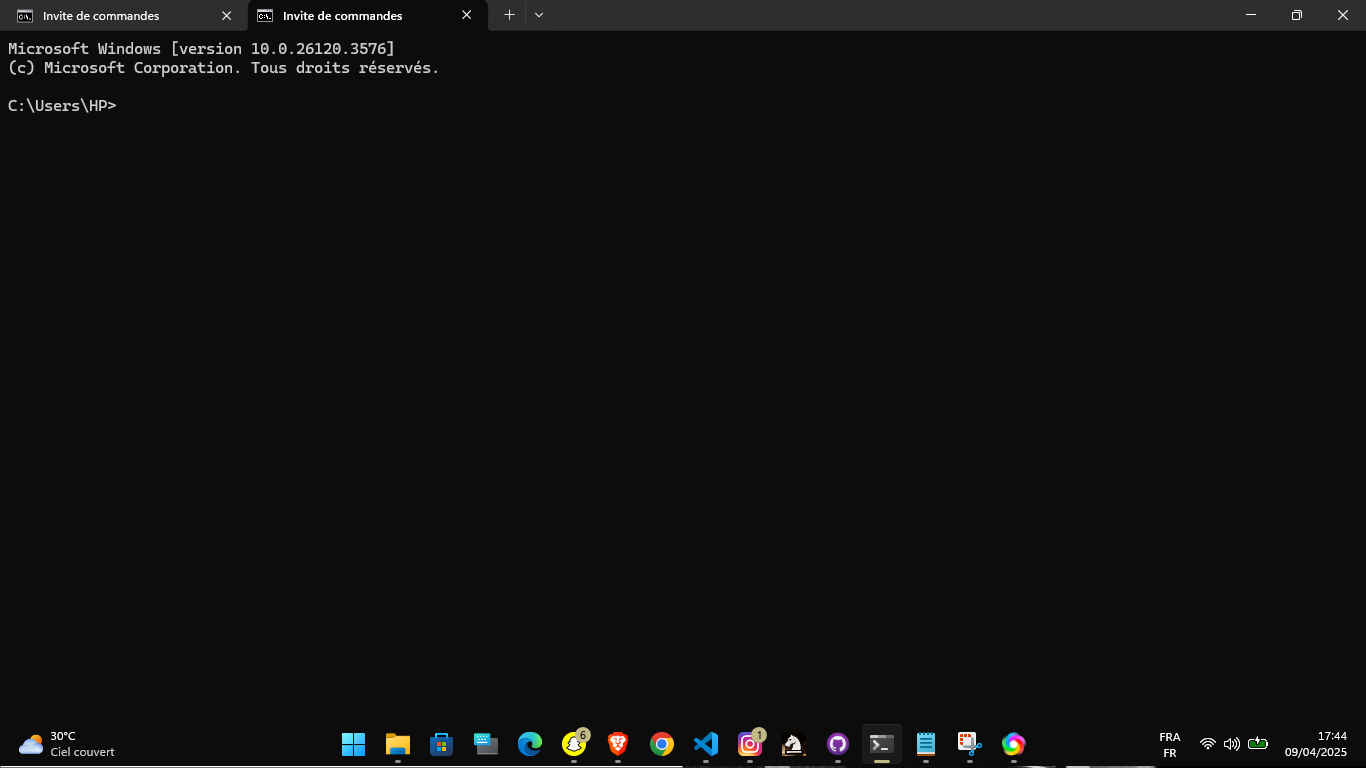 Invite de commandes
Invite de commandes
Microsoft Windows [version 10.0.26120.3576]
(c) Microsoft Corporation. Tous droits réservés.
C:\Users\HP>
30°C
Ciel couvert
6
1
FRA
FR
17:44
09/04/2025